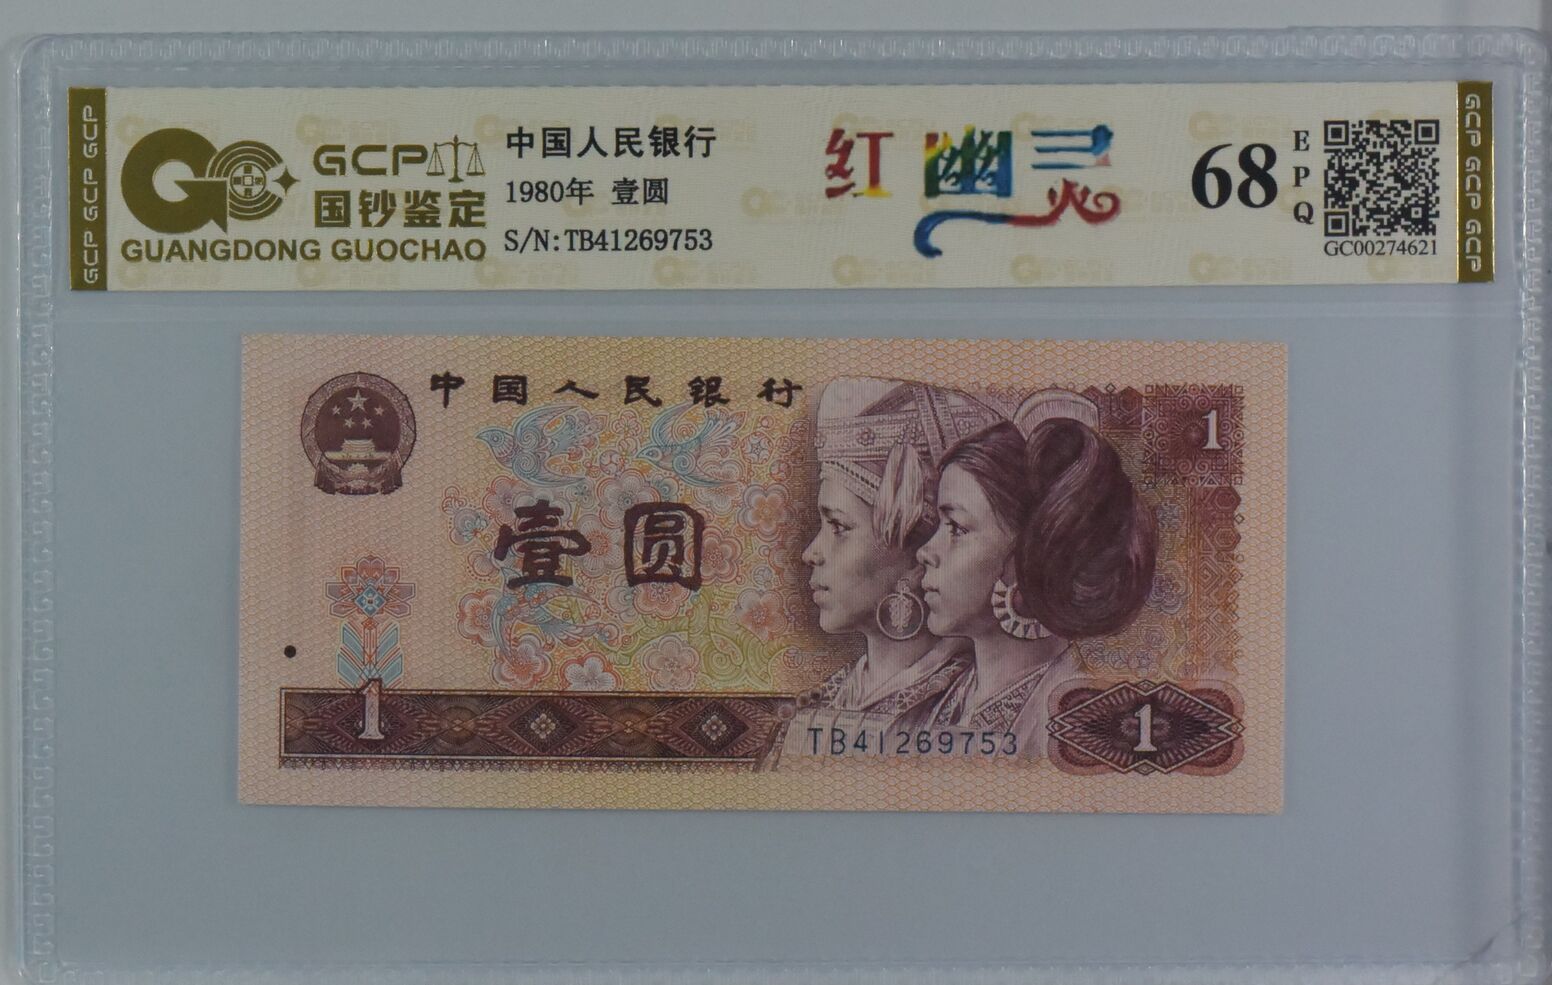 GCP
国钞鉴定
GUANGDONG GUOCHAO
中国人民银行
1980年 壹圆
S/N:TB41269753
红幽灵
68
EPQ
GC00274621
GCP GCP GCP
GCP GCP GCP
中国人民银行
1
壹圆
1
TB41269753
1